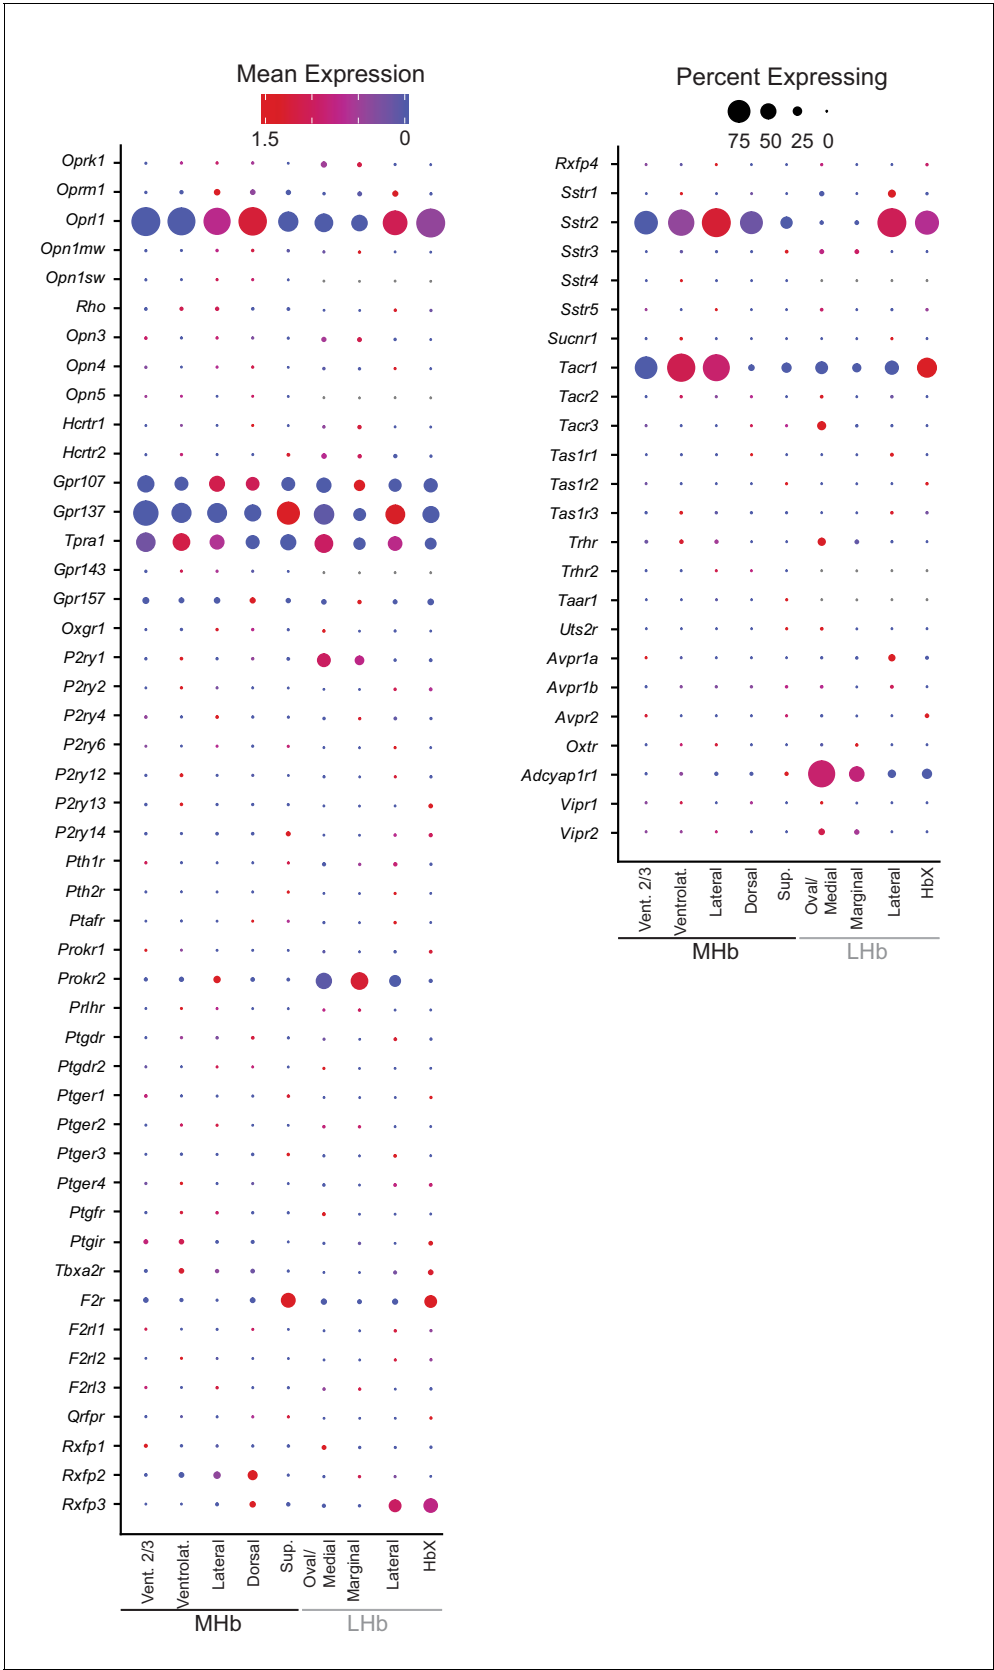 Mean Expression
1.5 0
Oprk1
Oprm1
Oprl1
Opn1mw
Opn1sw
Rho
Opn3
Opn4
Opn5
Hcrtr1
Hcrtr2
Gpr107
Gpr137
Tpra1
Gpr143
Gpr157
Oxgr1
P2ry1
P2ry2
P2ry4
P2ry6
P2ry12
P2ry13
P2ry14
Pth1r
Pth2r
Ptafr
Prokr1
Prokr2
Prlhr
Ptgdr
Ptgdr2
Ptger1
Ptger2
Ptger3
Ptger4
Ptgfr
Ptgir
Tbxa2r
F2r
F2rl1
F2rl2
F2rl3
Qrfpr
Rxfp1
Rxfp2
Rxfp3
Vent. 2/3
Ventrolat.
Lateral
Dorsal
Sup.
Oval/
Medial
Marginal
Lateral
HbX
MHb LHb
Percent Expressing
75 50 25 0
Rxfp4
Sstr1
Sstr2
Sstr3
Sstr4
Sstr5
Sucnr1
Tacr1
Tacr2
Tacr3
Tas1r1
Tas1r2
Tas1r3
Trhr
Trhr2
Taar1
Uts2r
Avpr1a
Avpr1b
Avpr2
Oxtr
Adcyap1r1
Vipr1
Vipr2
Vent. 2/3
Ventrolat.
Lateral
Dorsal
Sup.
Oval/
Medial
Marginal
Lateral
HbX
MHb LHb